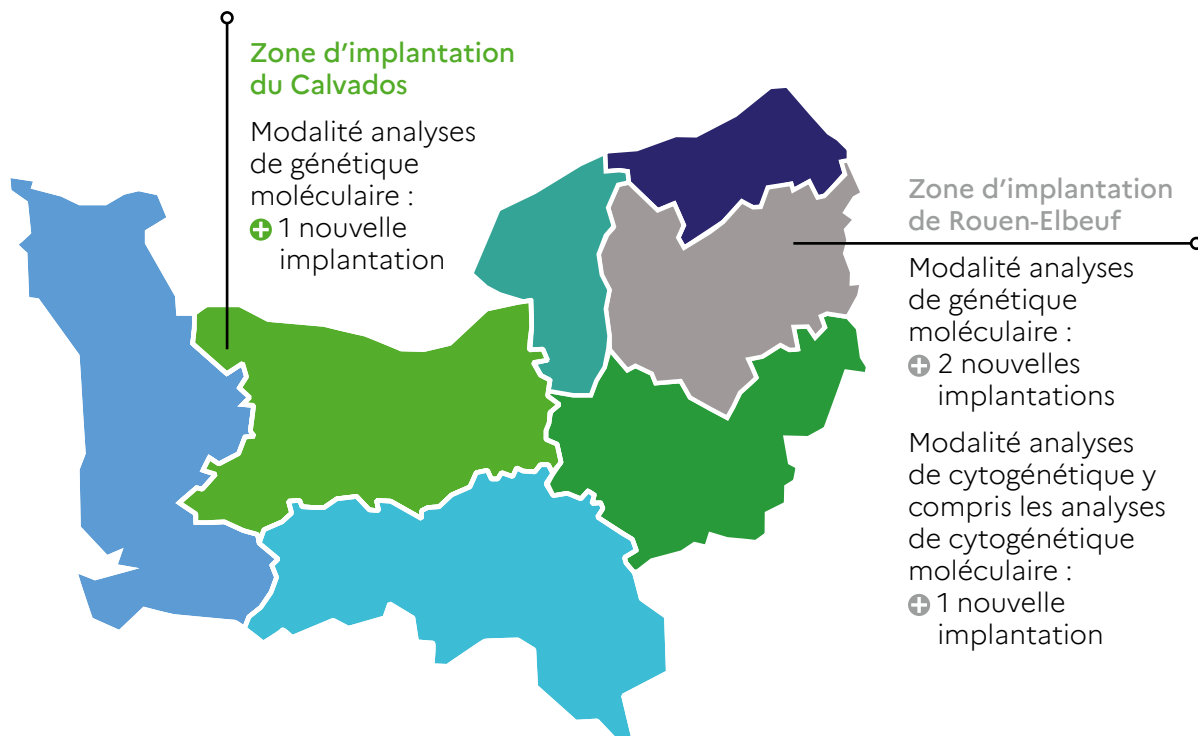 Zone d'implantation
du Calvados
Modalité analyses
de génétique
moléculaire :
+ 1 nouvelle
implantation
Zone d'implantation
de Rouen-Elbeuf
Modalité analyses
de génétique
moléculaire :
+ 2 nouvelles
implantations
Modalité analyses
de cytogénétique y
compris les analyses
de cytogénétique
moléculaire :
+ 1 nouvelle
implantation